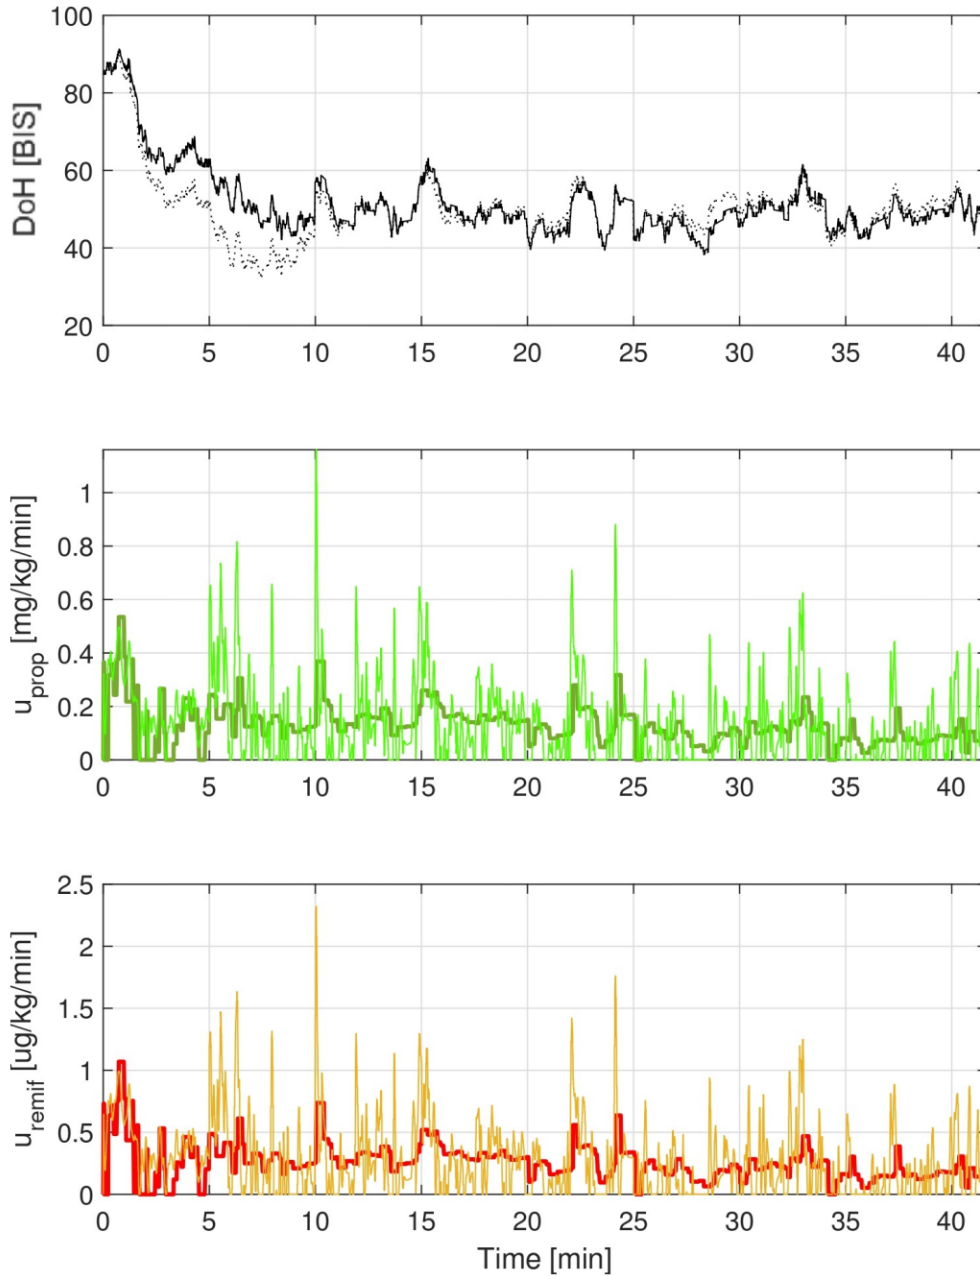 100
80
60
40
20
DoH [BIS]
0 5 10 15 20 25 30 35 40
1
0.8
0.6
0.4
0.2
0
u_prop [mg/kg/min]
0 5 10 15 20 25 30 35 40
2.5
2
1.5
1
0.5
0
u_remif [ug/kg/min]
0 5 10 15 20 25 30 35 40
Time [min]